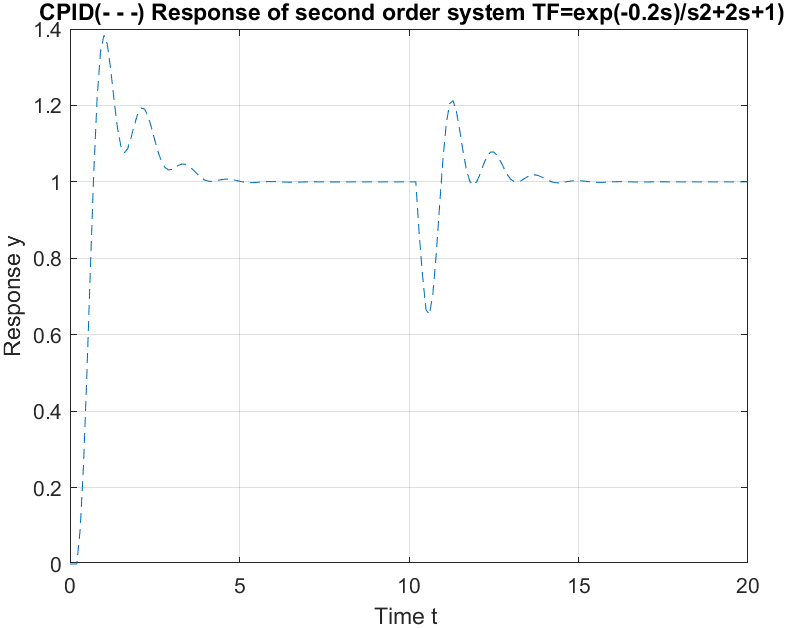 CPID(- - -) Response of second order system TF=exp(-0.2s)/s2+2s+1)
1.4
1.2
1
0.8
0.6
0.4
0.2
0
Response y
0 5 10 15 20
Time t